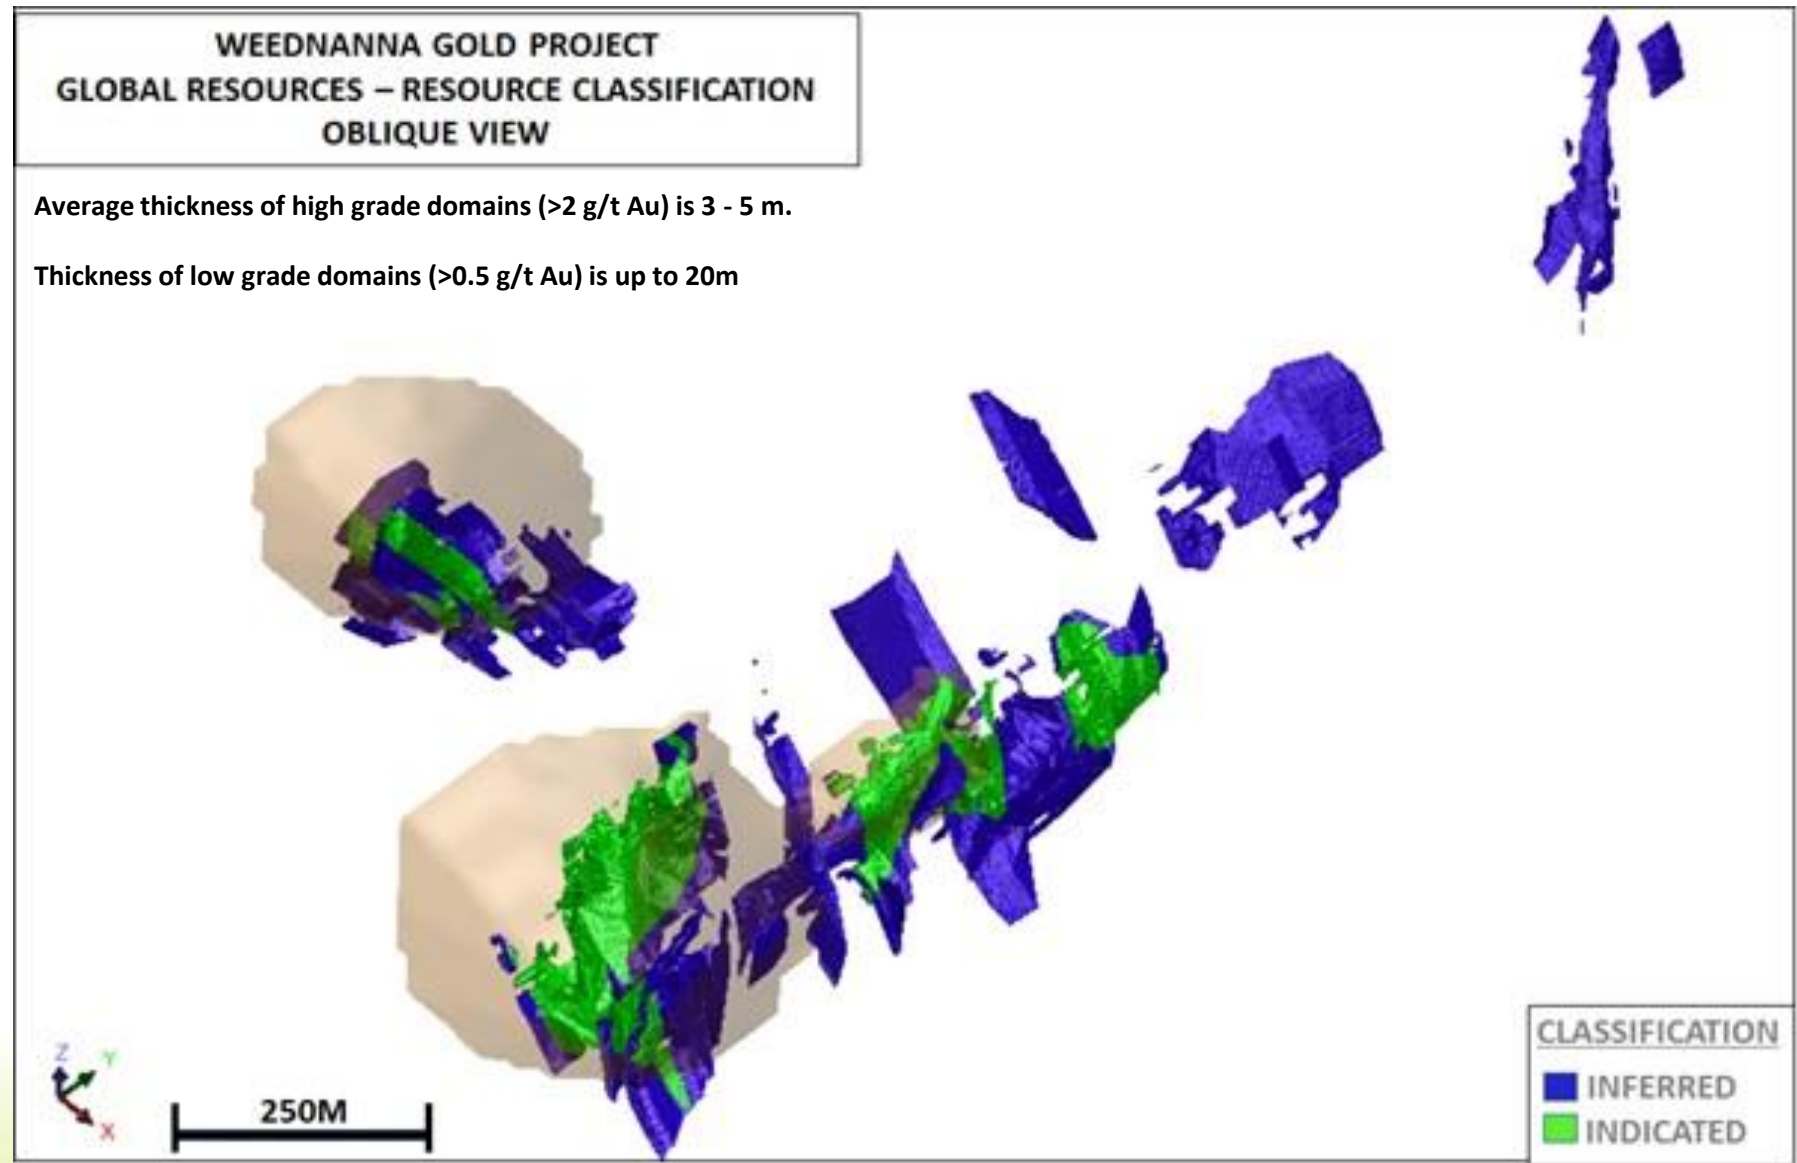 WEEDNANNA GOLD PROJECT
GLOBAL RESOURCES – RESOURCE CLASSIFICATION
OBLIQUE VIEW
Average thickness of high grade domains (>2 g/t Au) is 3 - 5 m.
Thickness of low grade domains (>0.5 g/t Au) is up to 20m
Z
Y
X
250M
CLASSIFICATION
INFERRED
INDICATED